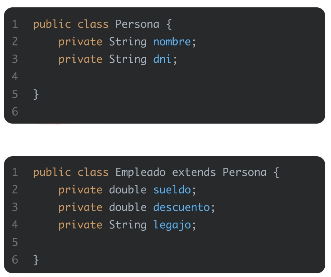 1 public class Persona {
2     private String nombre;
3     private String dni;
4
5 }
6
1 public class Empleado extends Persona {
2     private double sueldo;
3     private double descuento;
4     private String legajo;
5
6 }